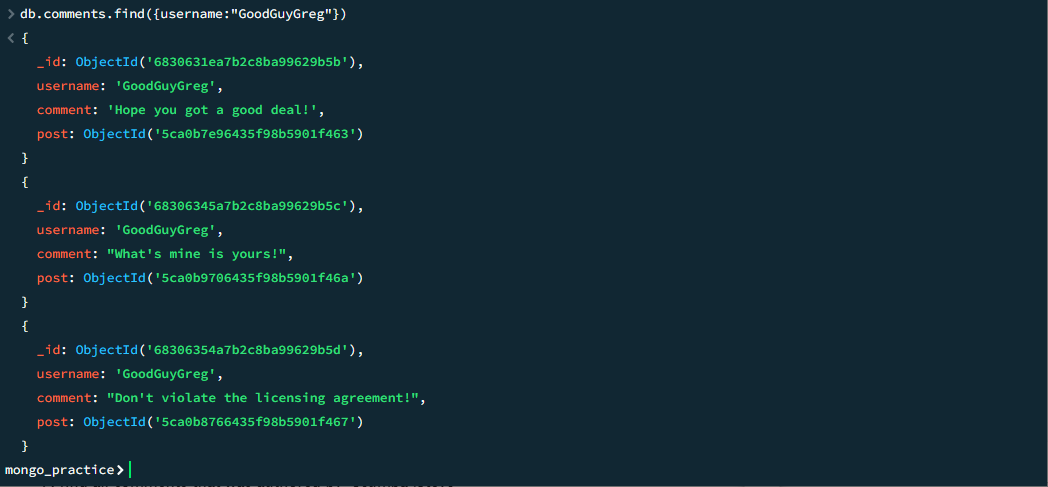 > db.comments.find({username:"GoodGuyGreg"})
< {
_id: ObjectId('6830631ea7b2c8ba99629b5b'),
username: 'GoodGuyGreg',
comment: 'Hope you got a good deal!',
post: ObjectId('5ca0b7e96435f98b5901f463')
}
{
_id: ObjectId('68306345a7b2c8ba99629b5c'),
username: 'GoodGuyGreg',
comment: "What's mine is yours!",
post: ObjectId('5ca0b9706435f98b5901f46a')
}
{
_id: ObjectId('68306354a7b2c8ba99629b5d'),
username: 'GoodGuyGreg',
comment: "Don't violate the licensing agreement!",
post: ObjectId('5ca0b8766435f98b5901f467')
}
mongo_practice>